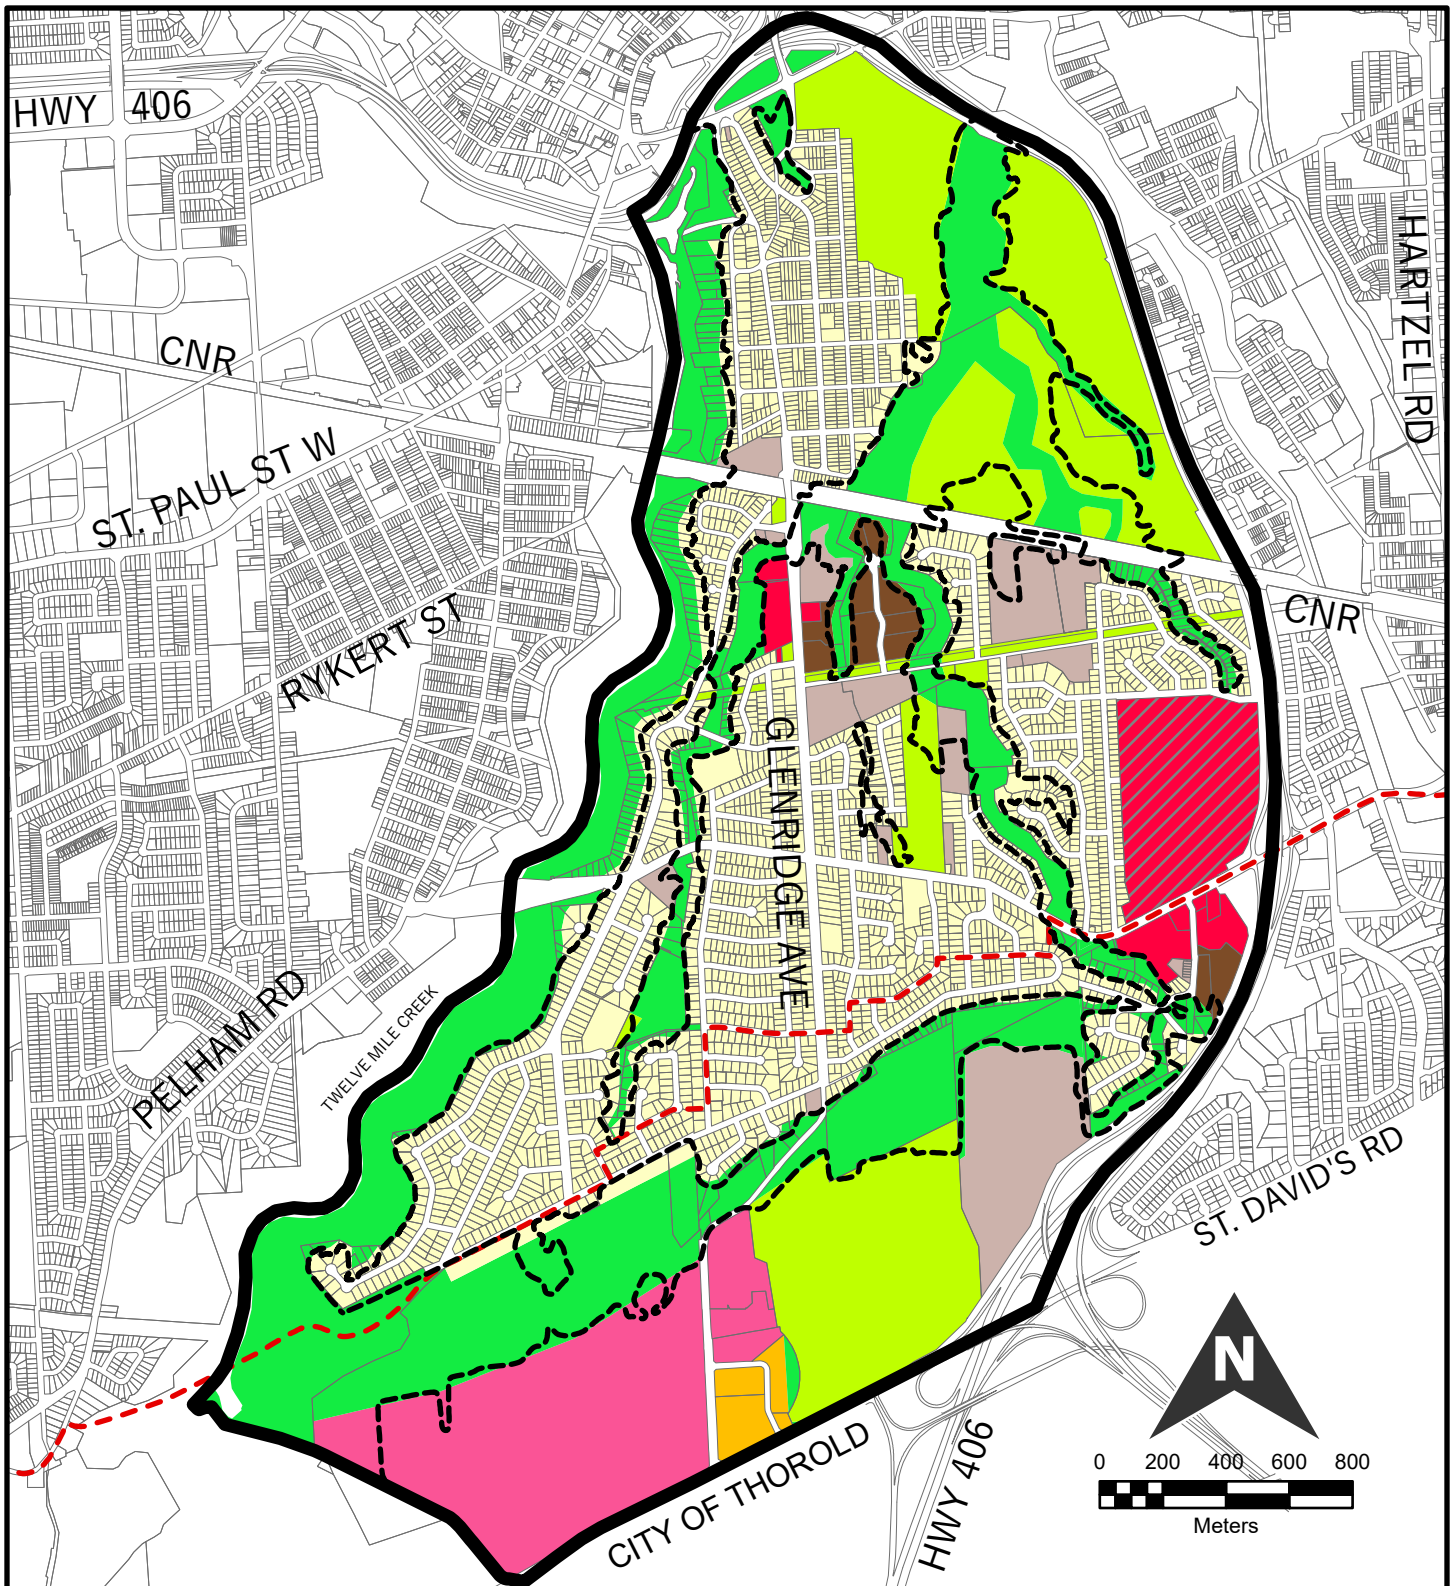 HWY 406
HARTZEL RD
CNR
ST. PAUL ST W
RYKERT ST
CNR
GLENRIDGE AVE
PELHAM RD
TWELVE MILE CREEK
ST. DAVID'S RD
N
CITY OF THOROLD
HWY 406
0 200 400 600 800
Meters